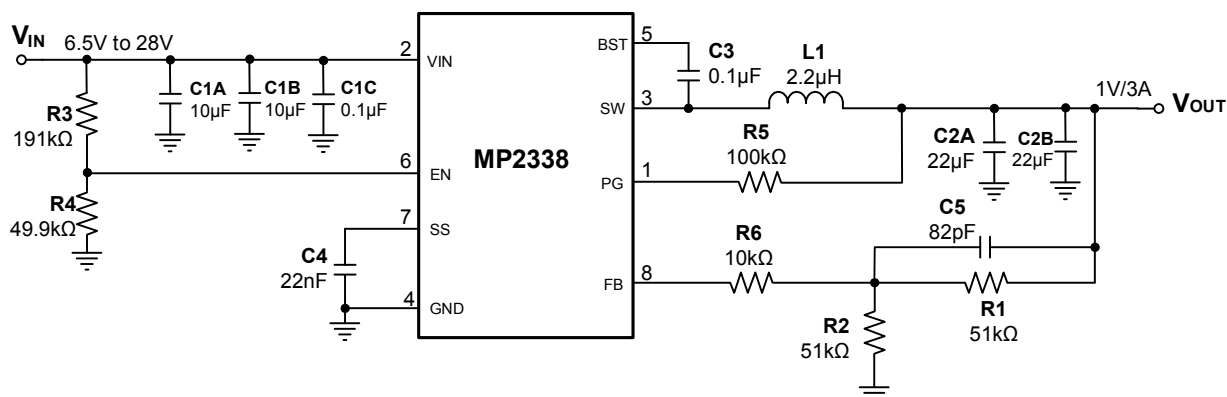 VIN
6.5V to 28V
R3
191kΩ
C1A
10µF
C1B
10µF
C1C
0.1µF
R4
49.9kΩ
C4
22nF
2
VIN
6
EN
7
SS
4
GND
MP2338
BST
5
SW
3
PG
1
FB
8
C3
0.1µF
L1
2.2µH
R5
100kΩ
1V/3A
VOUT
C2A
22µF
C2B
22µF
C5
82pF
R6
10kΩ
R2
51kΩ
R1
51kΩ